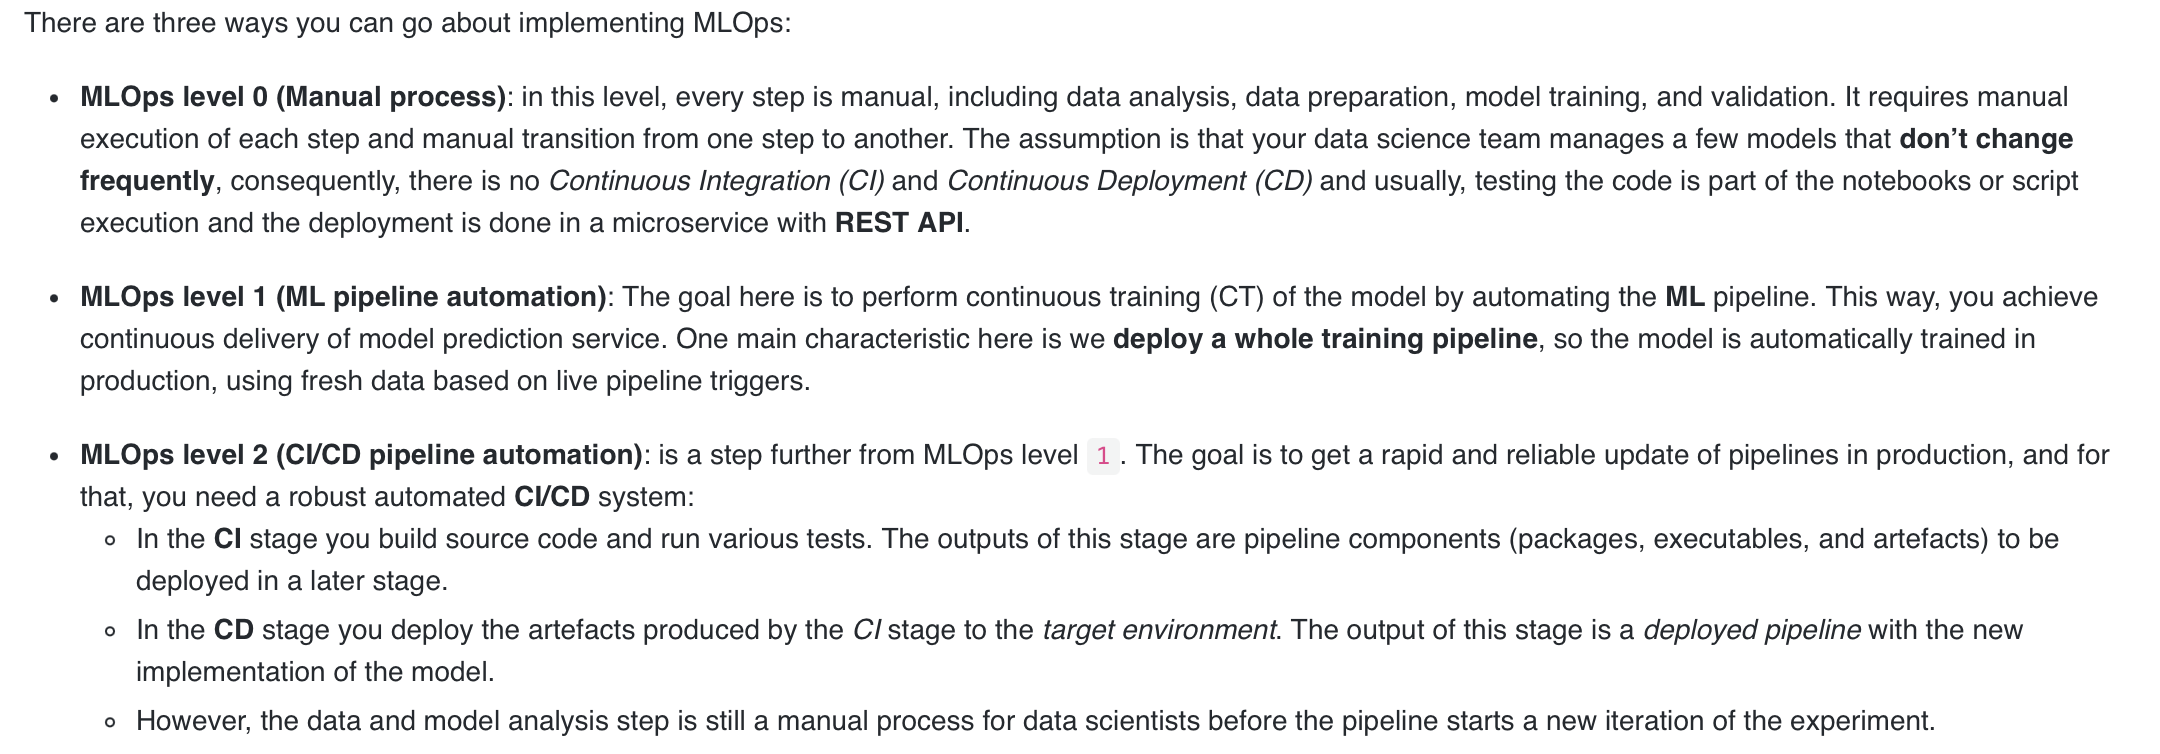 There are three ways you can go about implementing MLOps:
• MLOps level 0 (Manual process): in this level, every step is manual, including data analysis, data preparation, model training, and validation. It requires manual
execution of each step and manual transition from one step to another. The assumption is that your data science team manages a few models that don’t change
frequently, consequently, there is no Continuous Integration (CI) and Continuous Deployment (CD) and usually, testing the code is part of the notebooks or script
execution and the deployment is done in a microservice with REST API.
• MLOps level 1 (ML pipeline automation): The goal here is to perform continuous training (CT) of the model by automating the ML pipeline. This way, you achieve
continuous delivery of model prediction service. One main characteristic here is we deploy a whole training pipeline, so the model is automatically trained in
production, using fresh data based on live pipeline triggers.
• MLOps level 2 (CI/CD pipeline automation): is a step further from MLOps level 1. The goal is to get a rapid and reliable update of pipelines in production, and for
that, you need a robust automated CI/CD system:
◦ In the CI stage you build source code and run various tests. The outputs of this stage are pipeline components (packages, executables, and artefacts) to be
deployed in a later stage.
◦ In the CD stage you deploy the artefacts produced by the CI stage to the target environment. The output of this stage is a deployed pipeline with the new
implementation of the model.
◦ However, the data and model analysis step is still a manual process for data scientists before the pipeline starts a new iteration of the experiment.